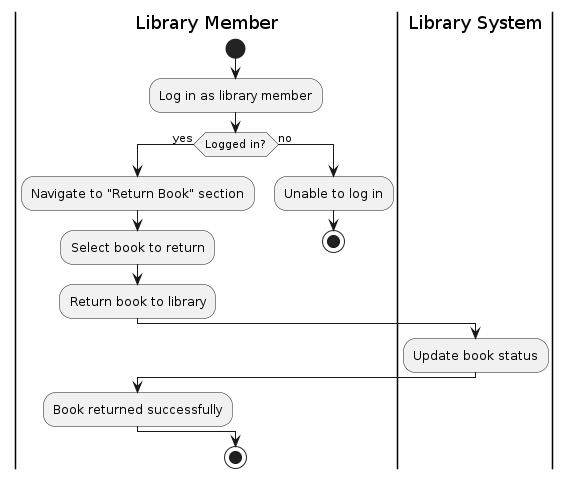 Library Member
Library System
Log in as library member
yes
Logged in?
no
Navigate to "Return Book" section
Unable to log in
Select book to return
Return book to library
Update book status
Book returned successfully